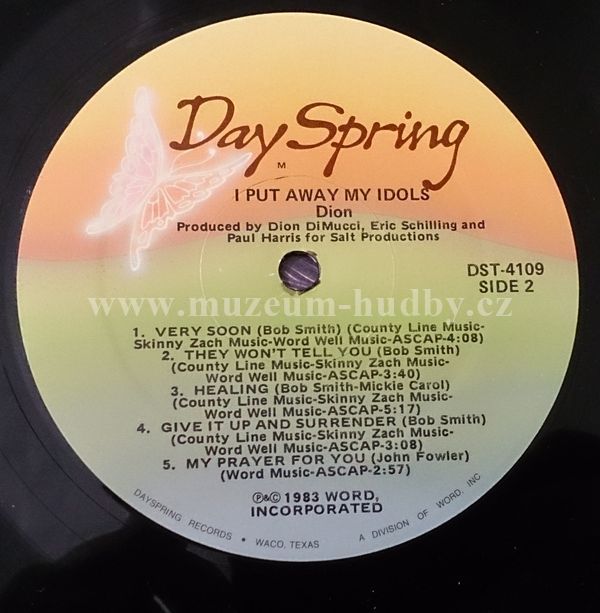 DaySpring
M
I PUT AWAY MY IDOLS
Dion
Produced by Dion DiMucci, Eric Schilling and
Paul Harris for Salt Productions
DST-4109
SIDE 2
www.muzeum-hudby.cz
1. VERY SOON (Bob Smith) (County Line Music-
Skinny Zach Music-Word Well Music-ASCAP-4:08)
2. THEY WON'T TELL YOU (Bob Smith)
(County Line Music-Skinny Zach Music-
Word Well Music-ASCAP-3:40)
3. HEALING (Bob Smith-Mickie Carol)
(County Line Music-Skinny Zach Music-
Word Well Music-ASCAP-5:17)
4. GIVE IT UP AND SURRENDER (Bob Smith)
(County Line Music-Skinny Zach Music-
Word Well Music-ASCAP-3:08)
5. MY PRAYER FOR YOU (John Fowler)
(Word Music-ASCAP-2:57)
℗&© 1983 WORD,
INCORPORATED
DAYSPRING RECORDS • WACO, TEXAS A DIVISION OF WORD, INC